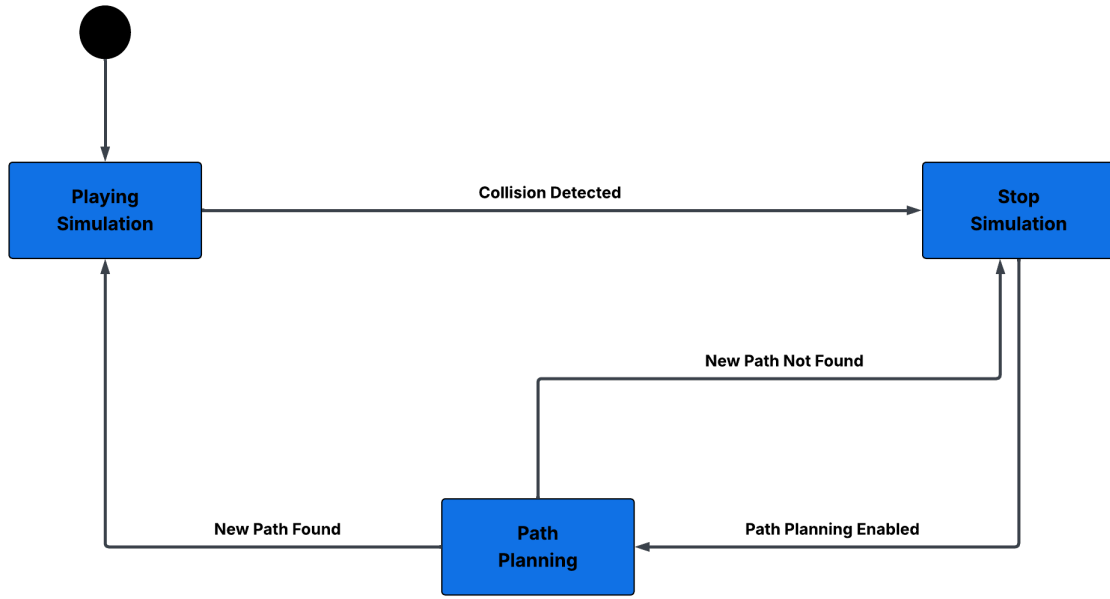 Playing
Simulation
Collision Detected
Stop
Simulation
New Path Not Found
New Path Found
Path
Planning
Path Planning Enabled